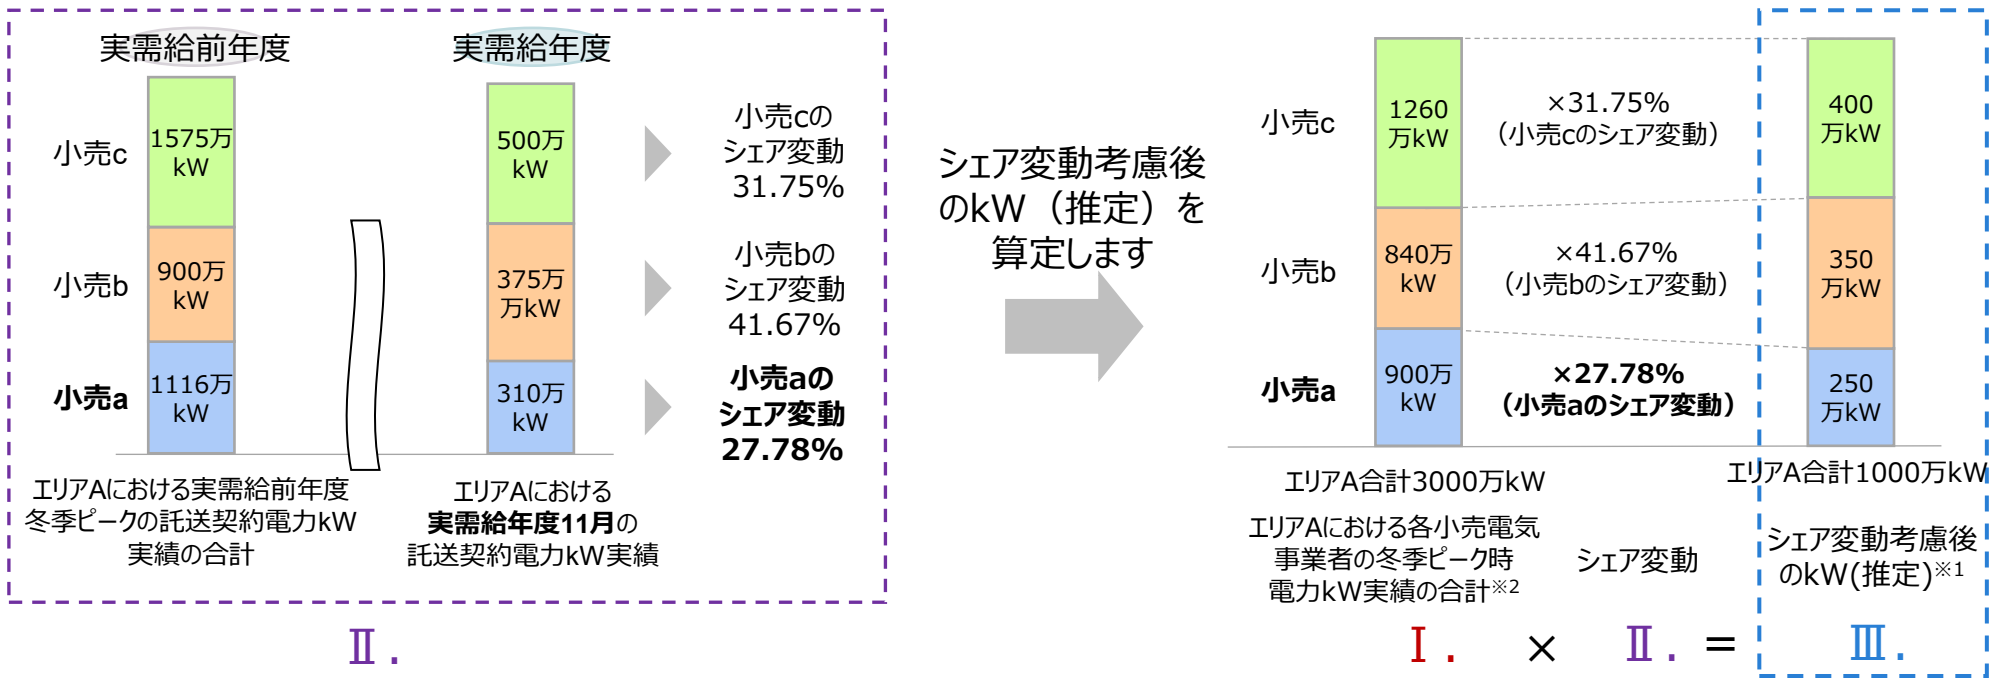 実需給前年度
実需給年度
小売c
1575万
kW
500万
kW
小売cの
シェア変動
31.75%
小売b
900万
kW
375万
万kW
小売bの
シェア変動
41.67%
小売a
1116万
kW
310万
kW
小売aの
シェア変動
27.78%
エリアAにおける実需給前年度
冬季ピークの託送契約電力kW
実績の合計
エリアAにおける
実需給年度11月の
託送契約電力kW実績
Ⅱ.
シェア変動考慮後
のkW（推定）を
算定します
小売c
1260
万kW
×31.75%
（小売cのシェア変動）
400
万kW
小売b
840万
kW
×41.67%
（小売bのシェア変動）
350
万kW
小売a
900万
kW
×27.78%
（小売aのシェア変動）
250
万kW
エリアA合計3000万kW
エリアA合計1000万kW
エリアAにおける各小売電気
事業者の冬季ピーク時
電力kW実績の合計※2
シェア変動
シェア変動考慮後
のkW(推定)※1
Ⅰ. × Ⅱ. = Ⅲ.